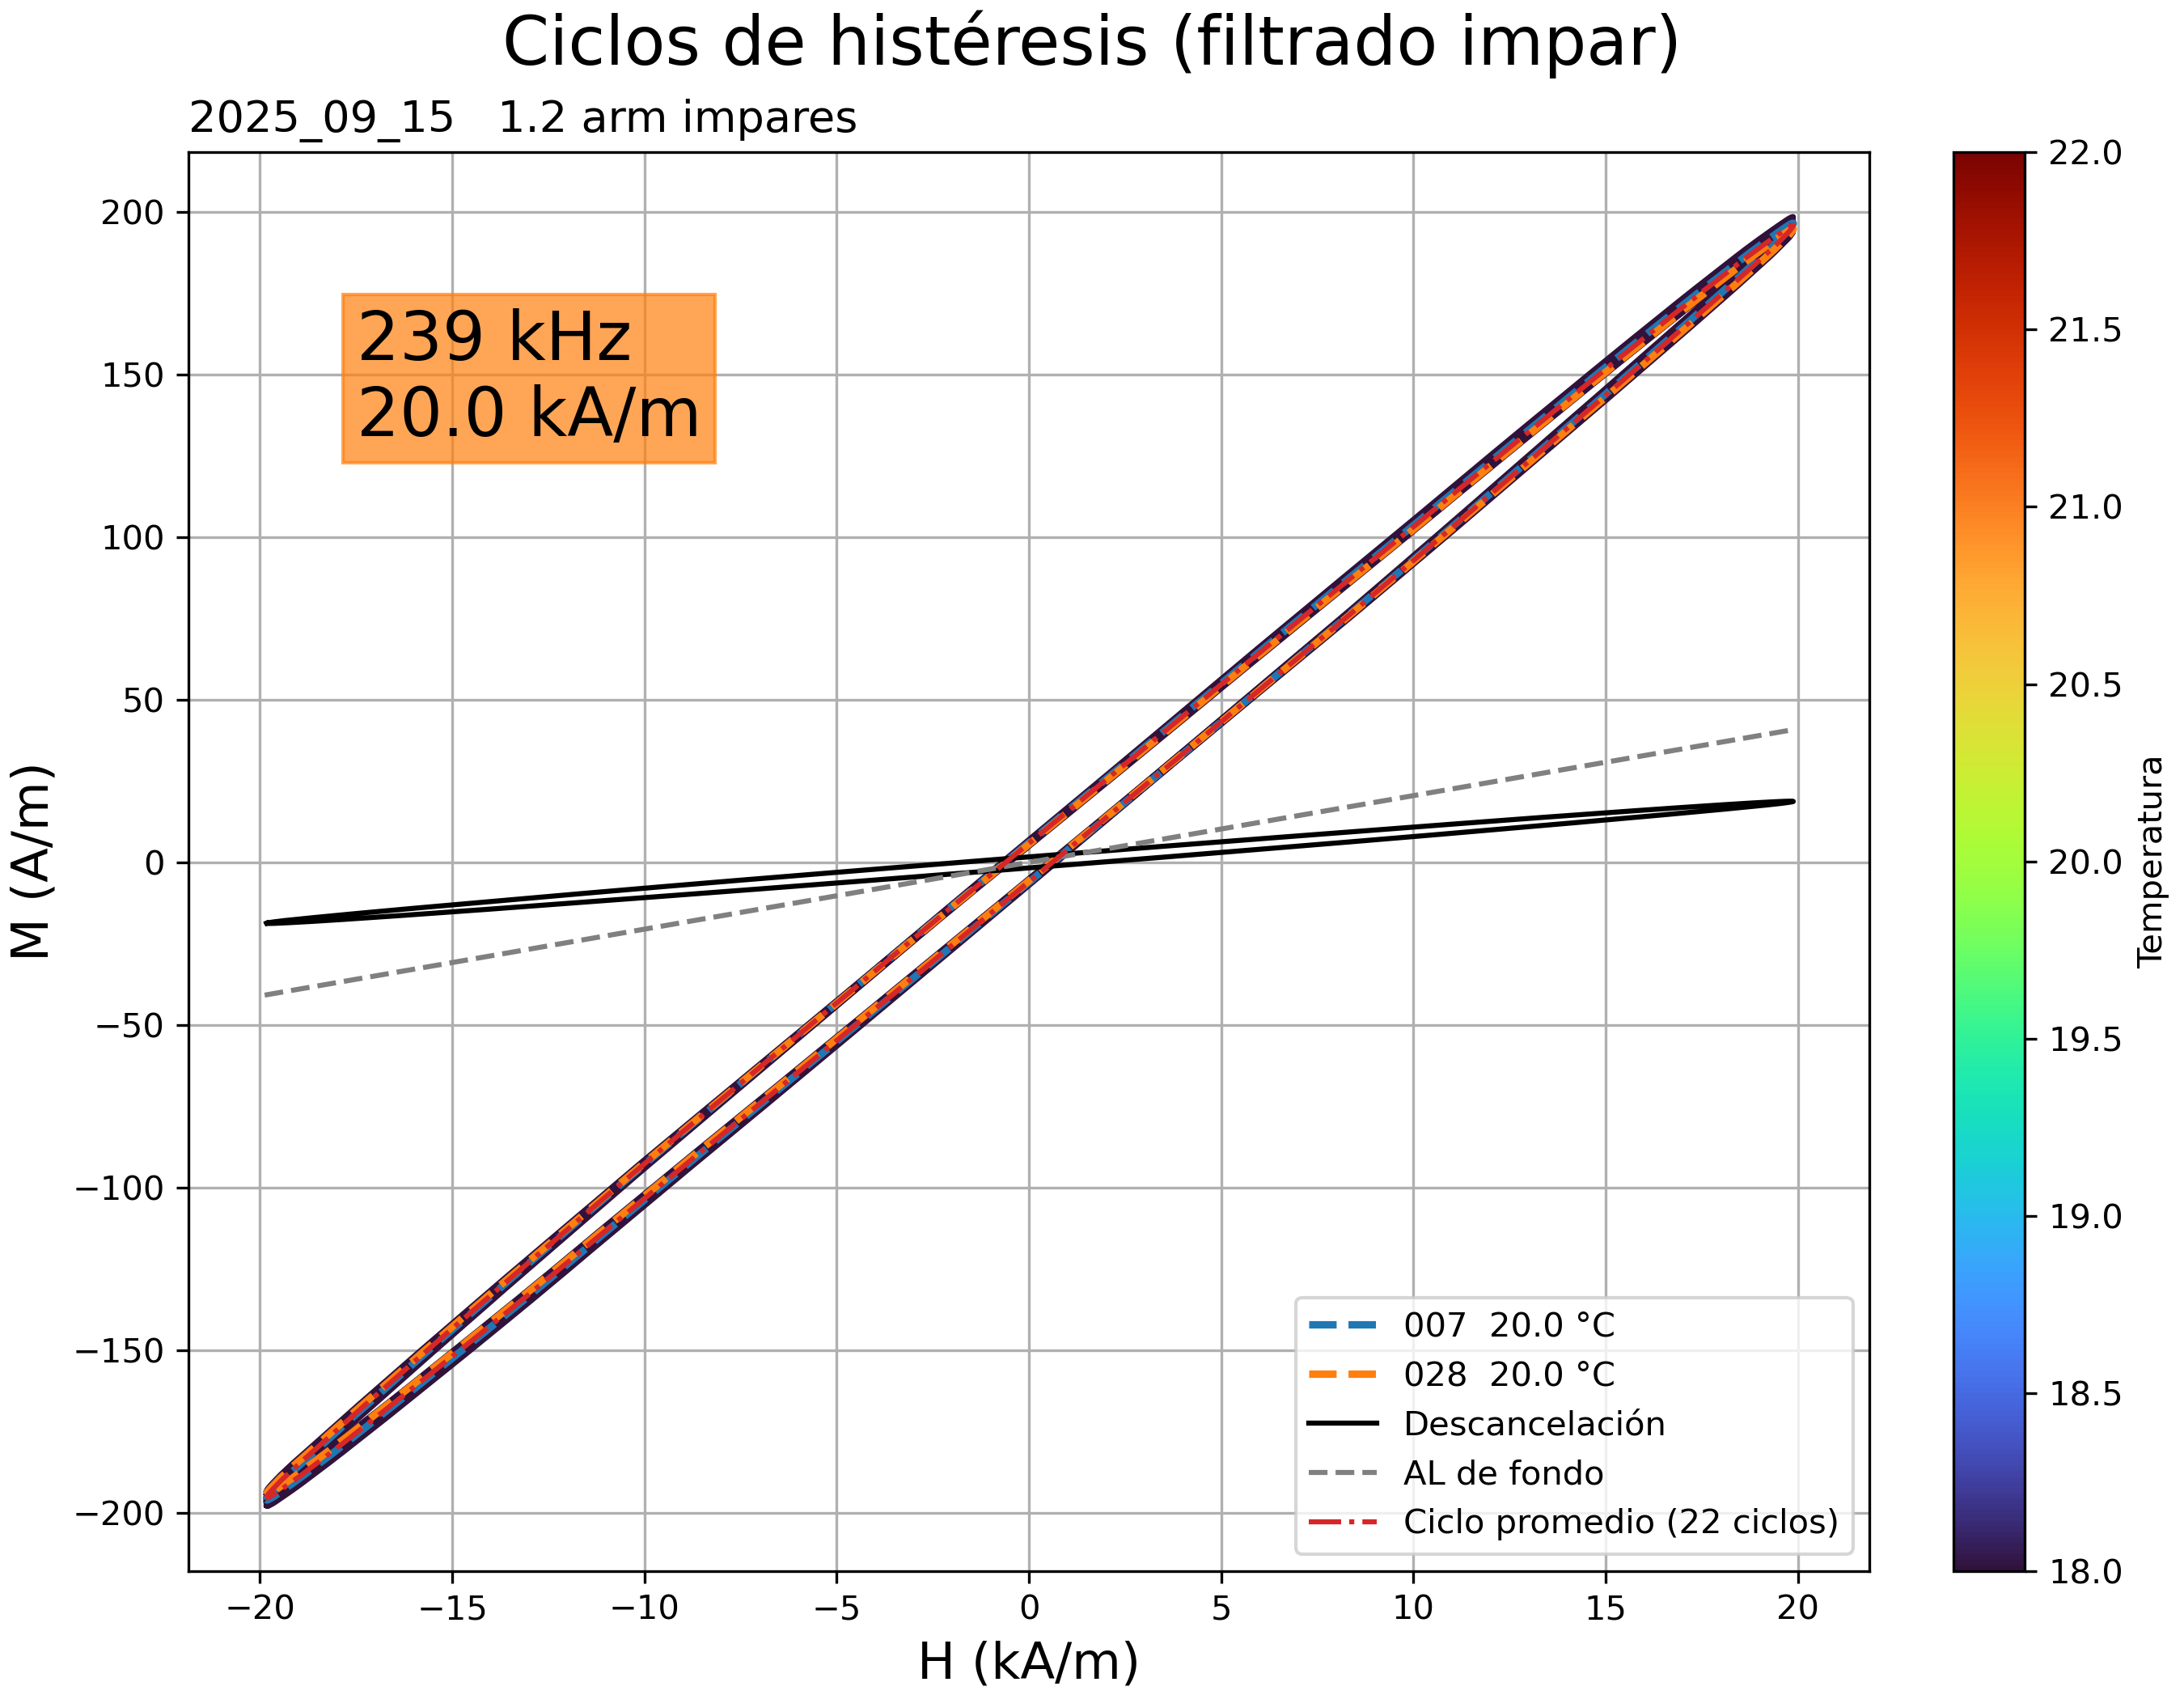 Ciclos de histéresis (filtrado impar)
2025_09_15   1.2 arm impares
239 kHz
20.0 kA/m
M (A/m)
200
150
100
50
0
−50
−100
−150
−200
−20
−15
−10
−5
0
5
10
15
20
H (kA/m)
007  20.0 °C
028  20.0 °C
Descancelación
AL de fondo
Ciclo promedio (22 ciclos)
22.0
21.5
21.0
20.5
20.0
19.5
19.0
18.5
18.0
Temperatura